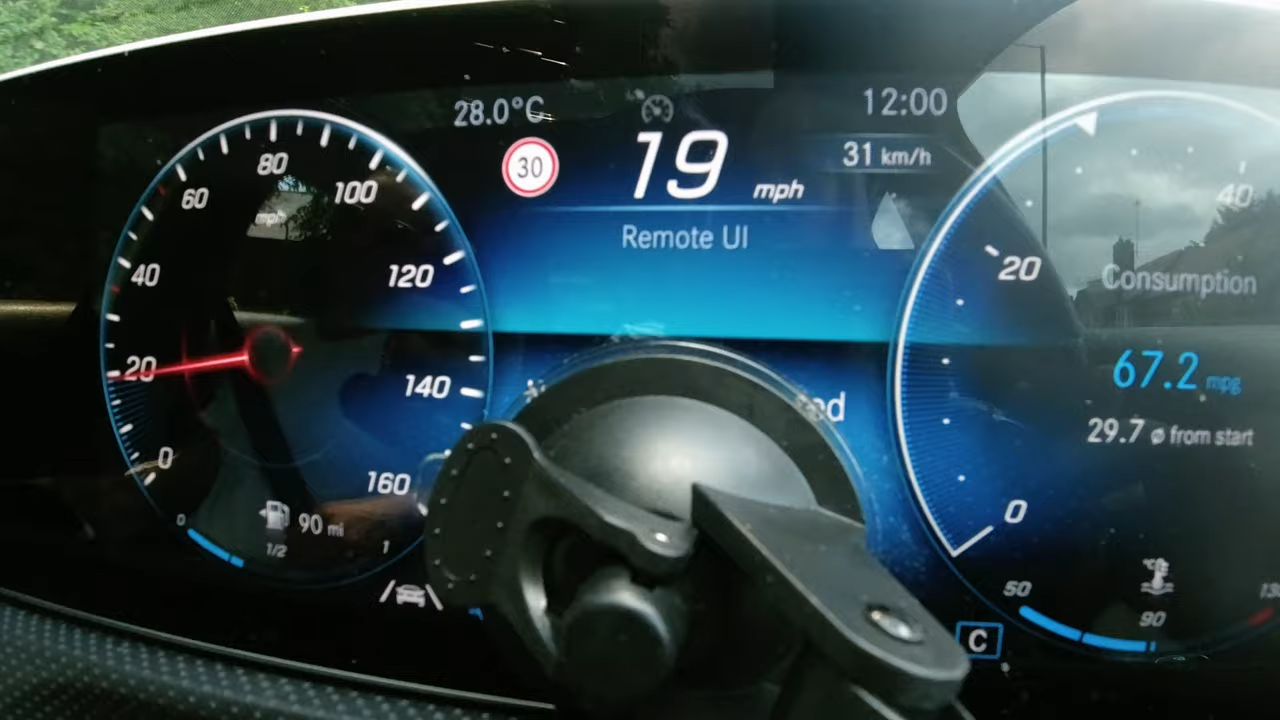 28.0°C
12:00
30
19 mph
31 km/h
Remote UI
0
20
40
60
80
100
120
140
160
mph
90 mi
0
1/2
1
0
20
40
Consumption
67.2 mpg
29.7 ø from start
50
90
°C
C